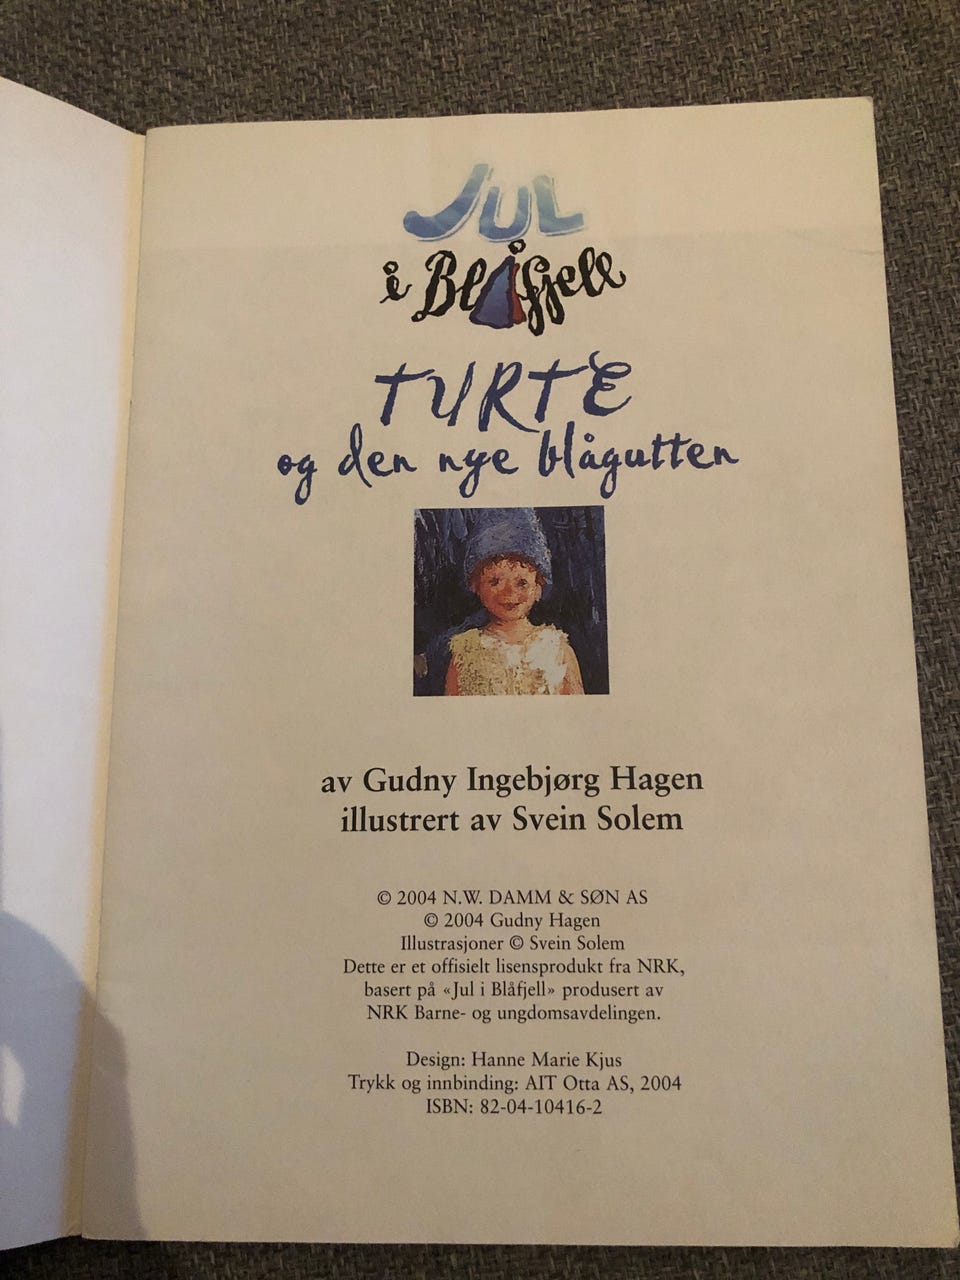 JUL
i Blåfjell
TURTE
og den nye blågutten
av Gudny Ingebjørg Hagen
illustrert av Svein Solem
© 2004 N.W. DAMM & SØN AS
© 2004 Gudny Hagen
Illustrasjoner © Svein Solem
Dette er et offisielt lisensprodukt fra NRK,
basert på «Jul i Blåfjell» produsert av
NRK Barne- og ungdomsavdelingen.
Design: Hanne Marie Kjus
Trykk og innbinding: AIT Otta AS, 2004
ISBN: 82-04-10416-2